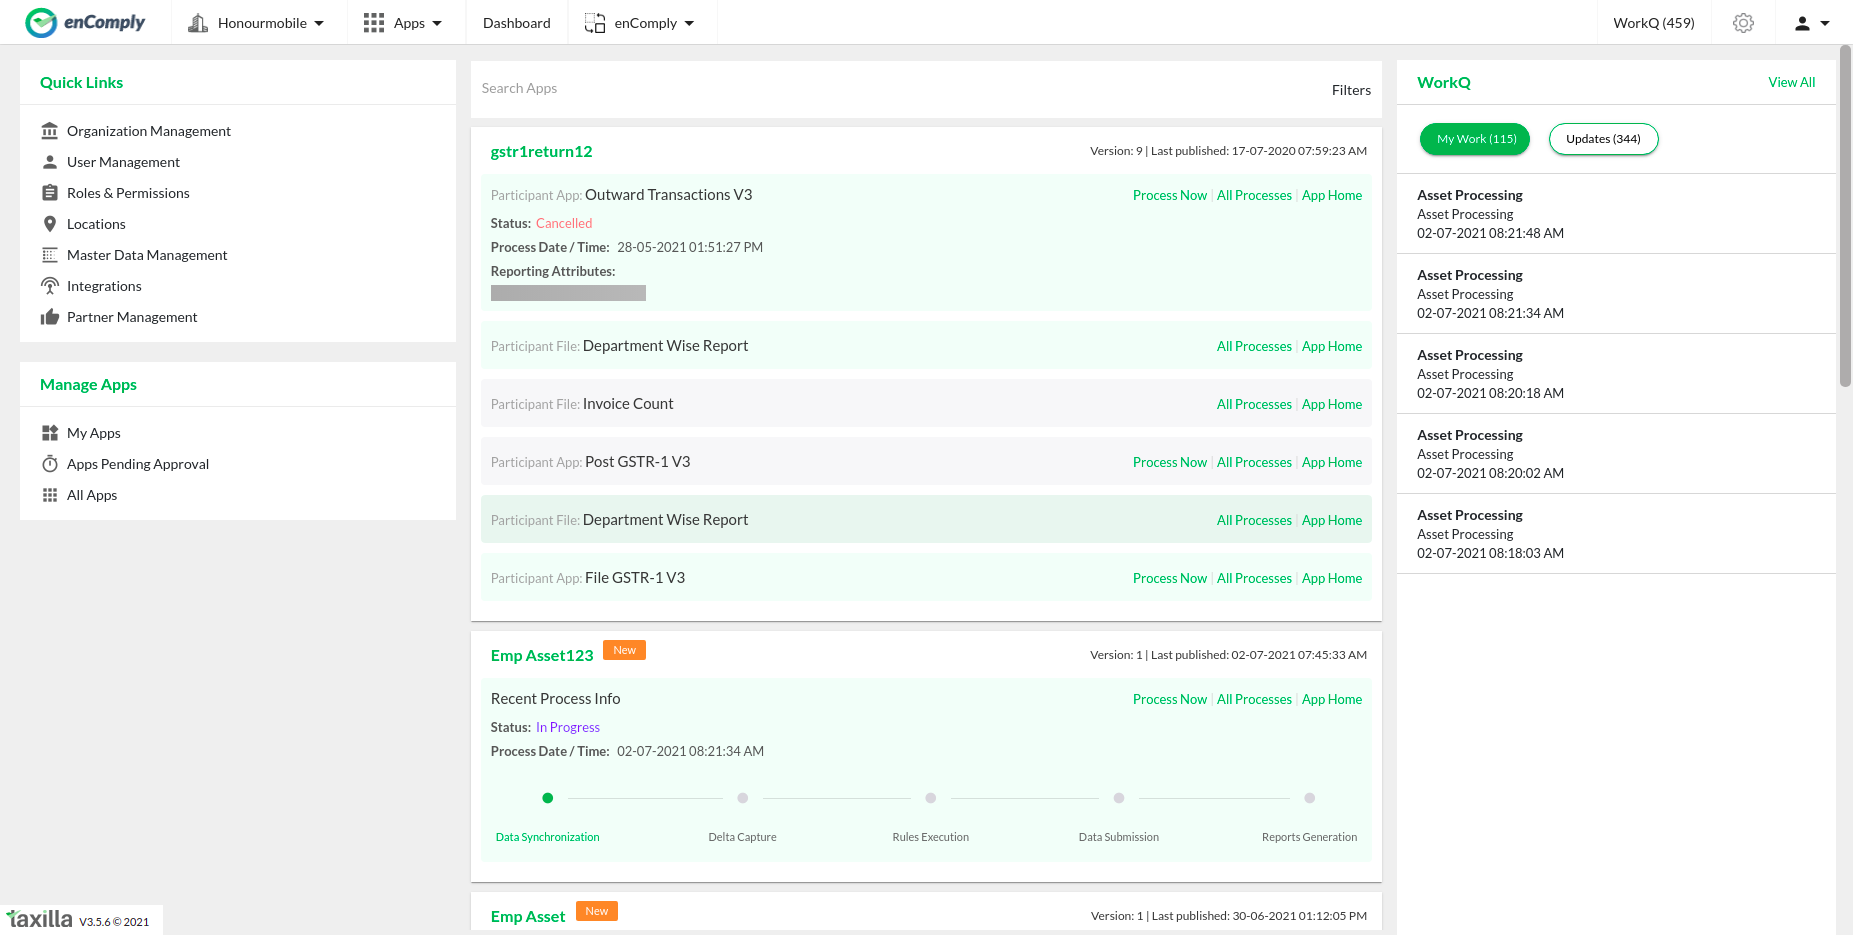 enComply
Honourmobile
Apps
Dashboard
enComply
WorkQ (459)
Quick Links
Organization Management
User Management
Roles & Permissions
Locations
Master Data Management
Integrations
Partner Management
Manage Apps
My Apps
Apps Pending Approval
All Apps
Search Apps
Filters
gstr1return12
Version: 9 | Last published: 17-07-2020 07:59:23 AM
Participant App: Outward Transactions V3
Process Now | All Processes | App Home
Status: Cancelled
Process Date / Time: 28-05-2021 01:51:27 PM
Reporting Attributes:
Participant File: Department Wise Report
All Processes | App Home
Participant File: Invoice Count
All Processes | App Home
Participant App: Post GSTR-1 V3
Process Now | All Processes | App Home
Participant File: Department Wise Report
All Processes | App Home
Participant App: File GSTR-1 V3
Process Now | All Processes | App Home
Emp Asset123
New
Version: 1 | Last published: 02-07-2021 07:45:33 AM
Recent Process Info
Process Now | All Processes | App Home
Status: In Progress
Process Date / Time: 02-07-2021 08:21:34 AM
Data Synchronization
Delta Capture
Rules Execution
Data Submission
Reports Generation
Emp Asset
New
Version: 1 | Last published: 30-06-2021 01:12:05 PM
WorkQ
View All
My Work (115)
Updates (344)
Asset Processing
Asset Processing
02-07-2021 08:21:48 AM
Asset Processing
Asset Processing
02-07-2021 08:21:34 AM
Asset Processing
Asset Processing
02-07-2021 08:20:18 AM
Asset Processing
Asset Processing
02-07-2021 08:20:02 AM
Asset Processing
Asset Processing
02-07-2021 08:18:03 AM
taxilla V3.5.6 © 2021